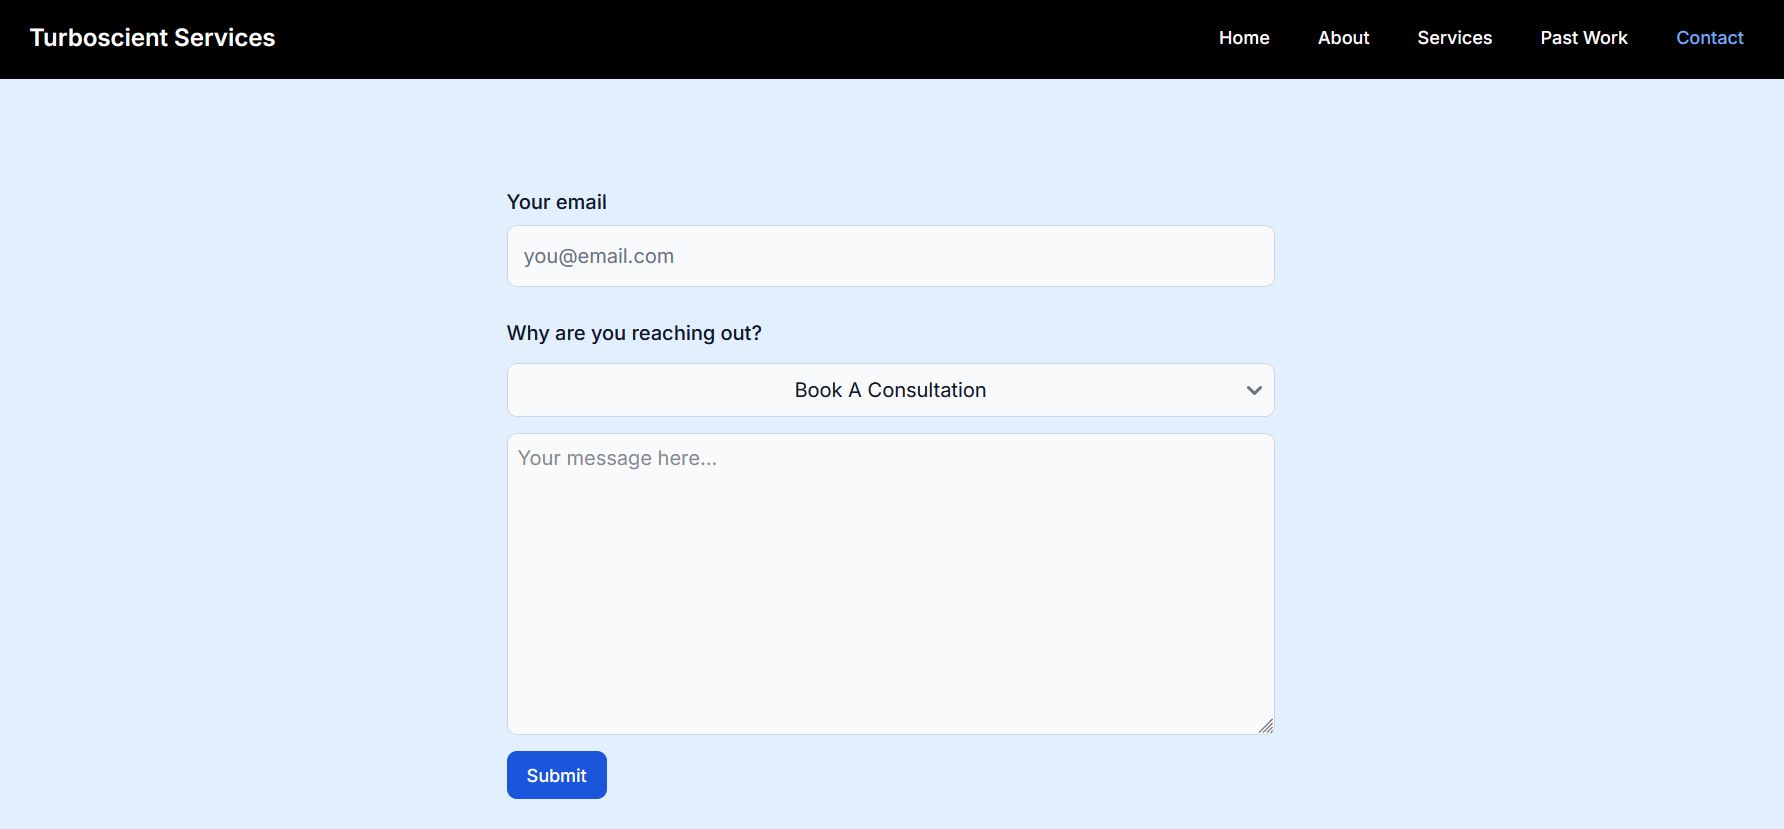 Turboscient Services
Home About Services Past Work Contact
Your email
you@email.com
Why are you reaching out?
Book A Consultation
Your message here...
Submit